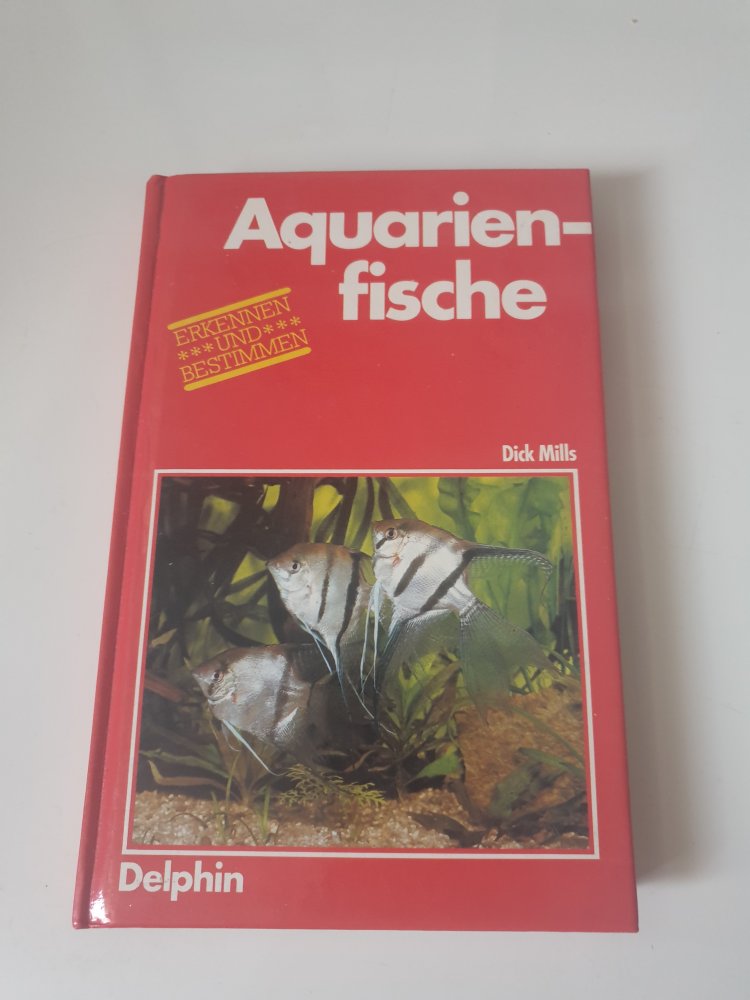 Aquarien-
fische
ERKENNEN
***UND***
BESTIMMEN
Dick Mills
Delphin